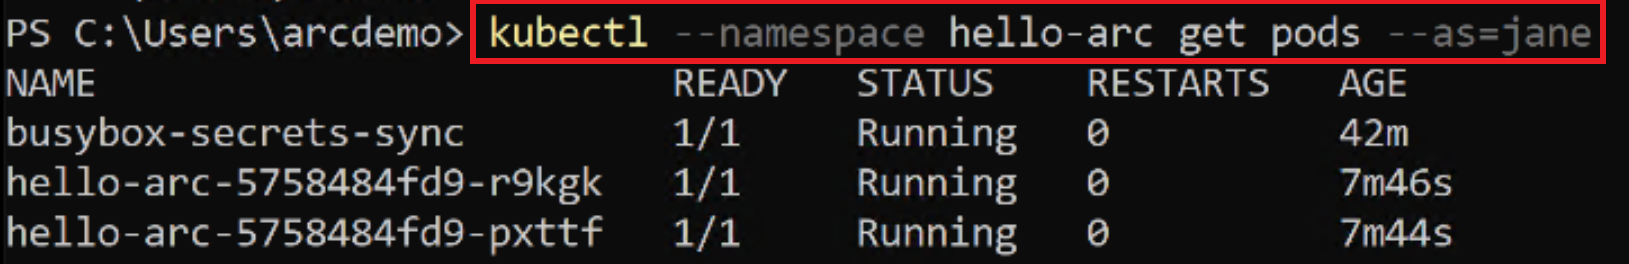 PS C:\Users\arcdemo> kubectl --namespace hello-arc get pods --as=jane
NAME READY STATUS RESTARTS AGE
busybox-secrets-sync 1/1 Running 0 42m
hello-arc-5758484fd9-r9kgk 1/1 Running 0 7m46s
hello-arc-5758484fd9-pxttf 1/1 Running 0 7m44s